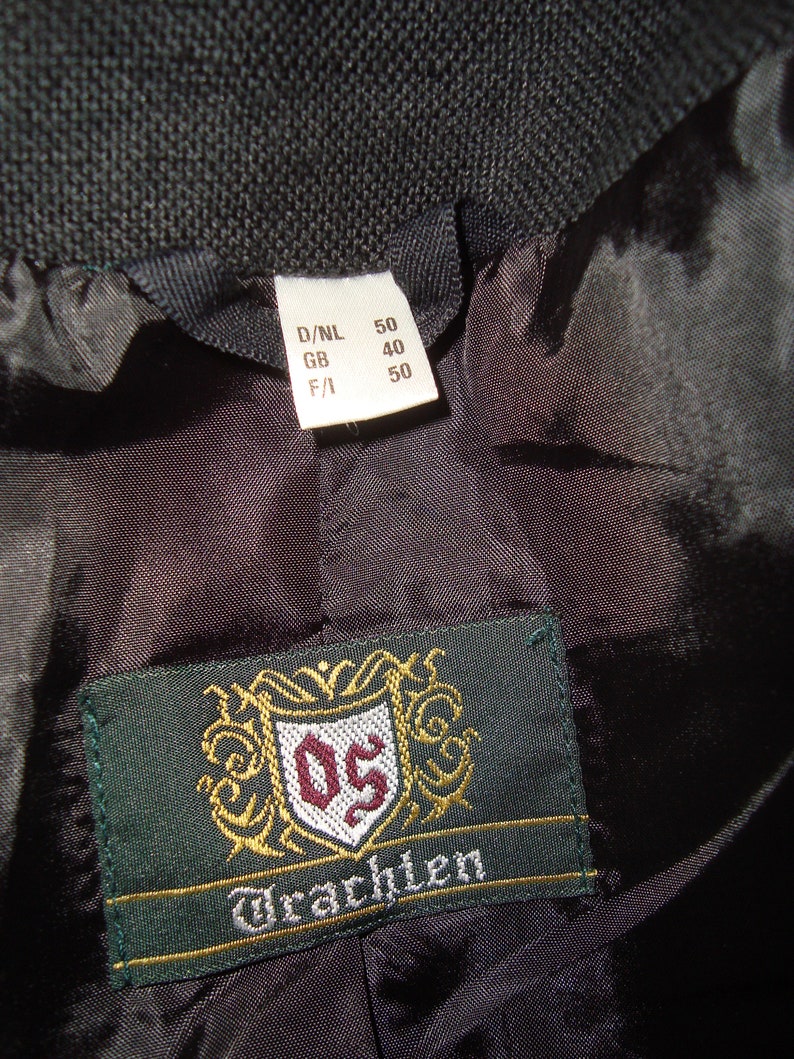 D/NL 50
GB 40
F/I 50
OS
Trachten